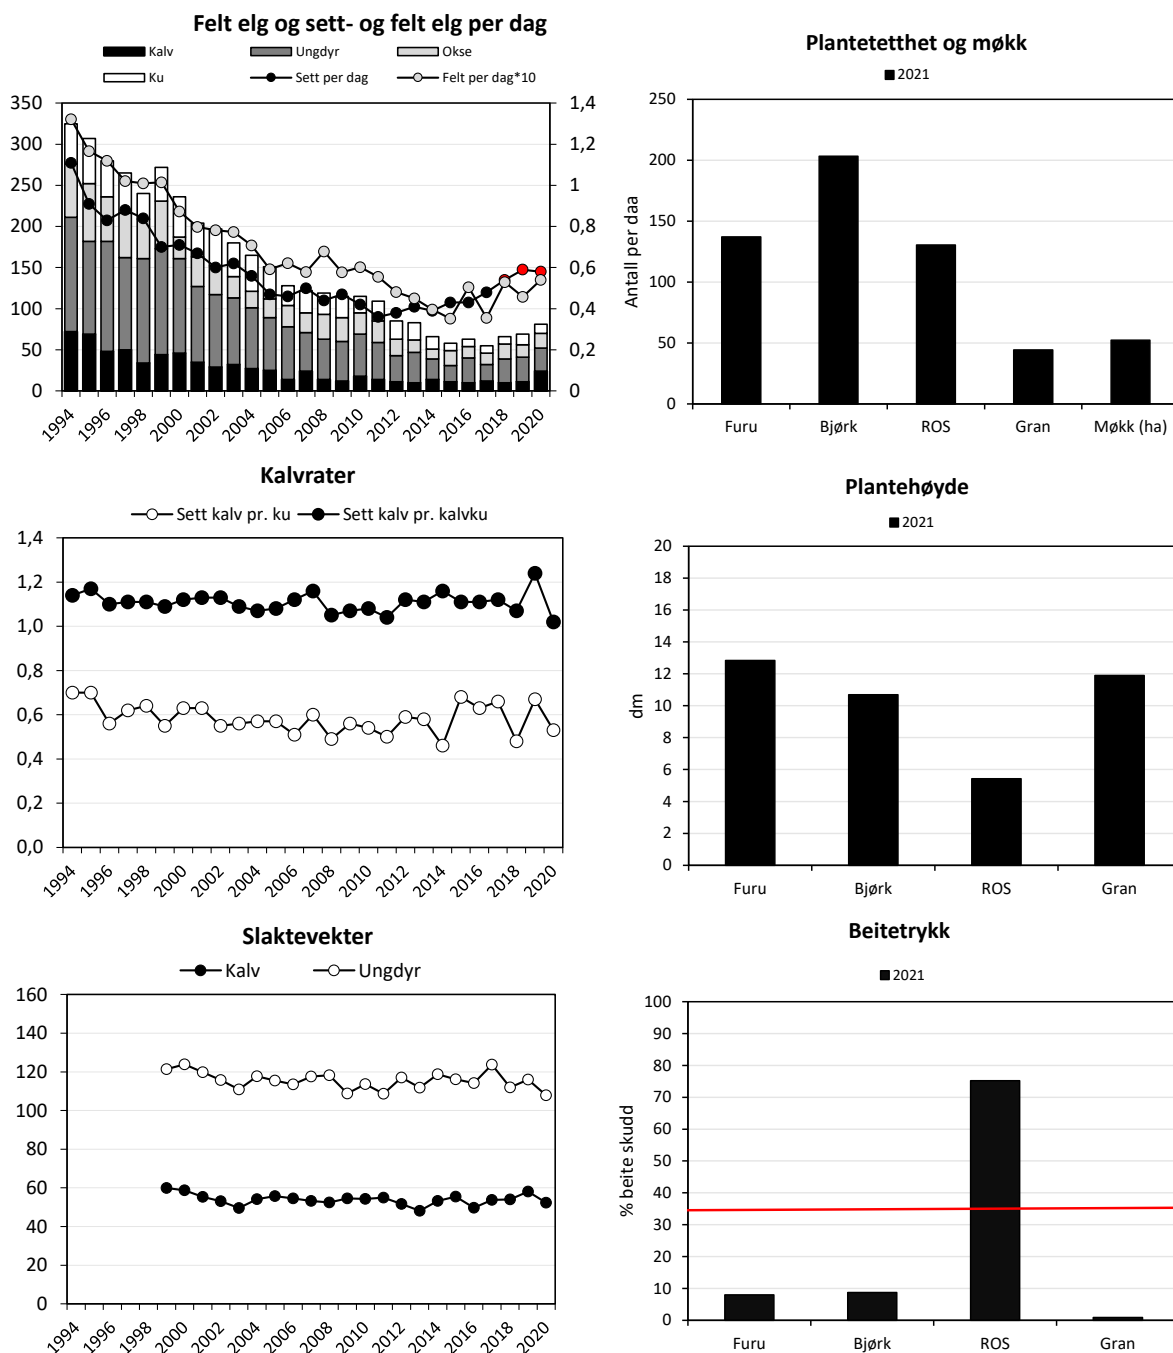 Felt elg og sett- og felt elg per dag
Kalv Ungdyr Okse
Ku Sett per dag Felt per dag*10
350 1,4
300 1,2
250 1
200 0,8
150 0,6
100 0,4
50 0,2
0 0
1994 1996 1998 2000 2002 2004 2006 2008 2010 2012 2014 2016 2018 2020
Plantetetthet og møkk
2021
Antall per daa
250
200
150
100
50
0
Furu Bjørk ROS Gran Møkk (ha)
Kalvrater
Sett kalv pr. ku Sett kalv pr. kalvku
1,4
1,2
1,0
0,8
0,6
0,4
0,2
0,0
1994 1996 1998 2000 2002 2004 2006 2008 2010 2012 2014 2016 2018 2020
Plantehøyde
2021
dm
20
18
16
14
12
10
8
6
4
2
0
Furu Bjørk ROS Gran
Slaktevekter
Kalv Ungdyr
160
140
120
100
80
60
40
20
0
1994 1996 1998 2000 2002 2004 2006 2008 2010 2012 2014 2016 2018 2020
Beitetrykk
2021
% beite skudd
100
90
80
70
60
50
40
30
20
10
0
Furu Bjørk ROS Gran